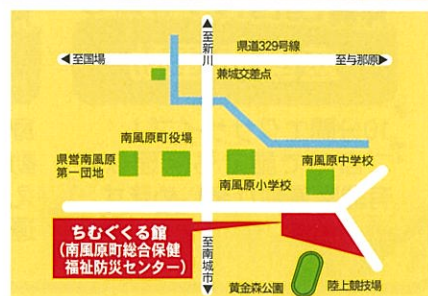 至新川
県道329号線
至国場
至与那原
兼城交差点
南風原町役場
県営南風原
第一団地
南風原小学校
南風原中学校
ちむぐくる館
(南風原町総合保健
福祉防災センター)
至南城市
黄金森公園
陸上競技場